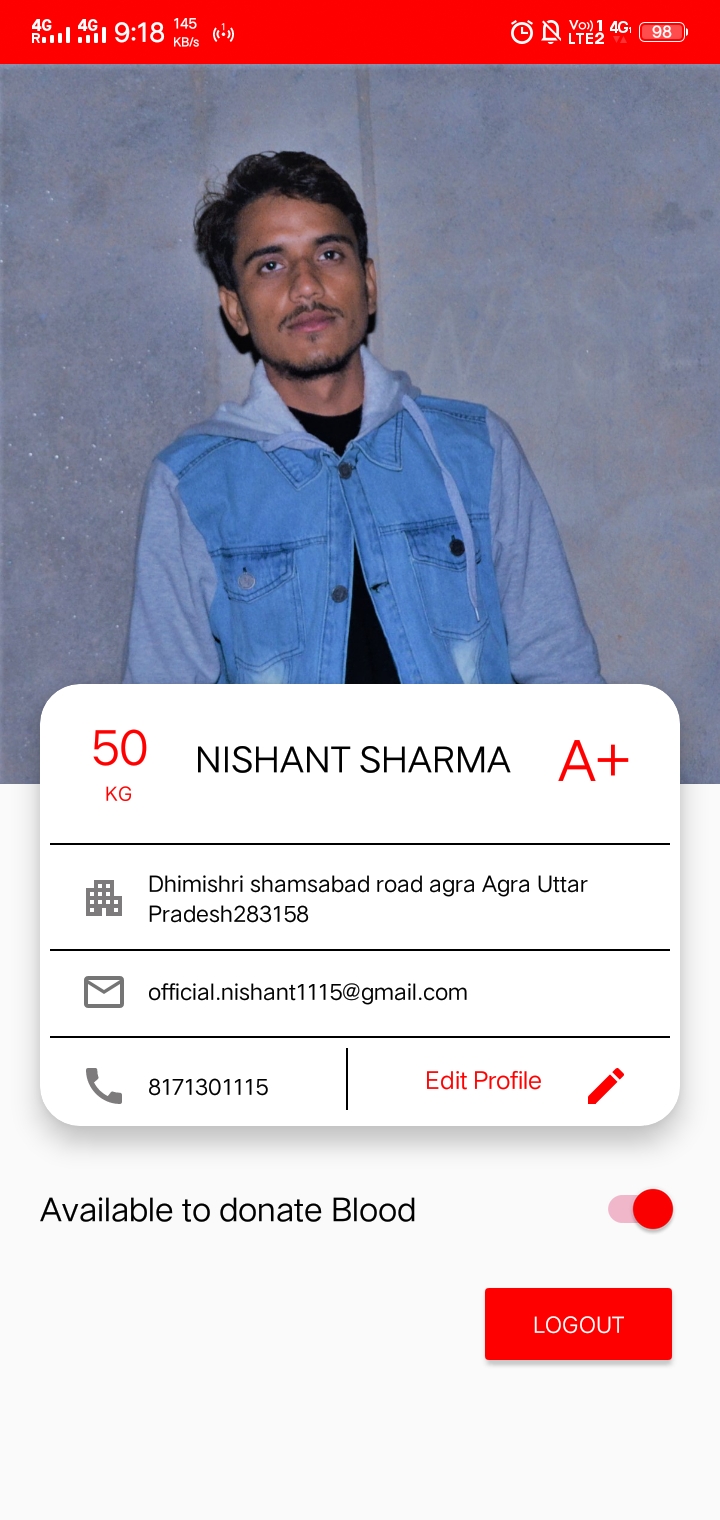 4G R 4G 9:18 145 KB/s Vo)) 1 LTE2 4G 98
50 NISHANT SHARMA A+
KG
Dhimishri shamsabad road agra Agra Uttar
Pradesh283158
official.nishant1115@gmail.com
8171301115 Edit Profile
Available to donate Blood
LOGOUT